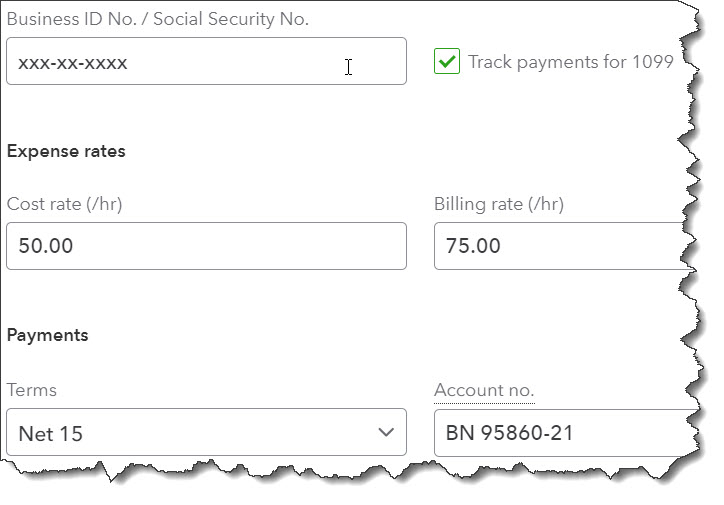 Business ID No. / Social Security No.
xxx-xx-xxxx
Track payments for 1099
Expense rates
Cost rate (/hr)
Billing rate (/hr)
50.00
75.00
Payments
Terms
Account no.
Net 15
BN 95860-21